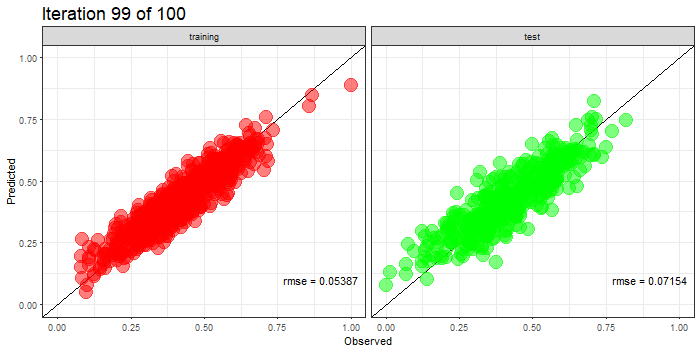 Iteration 99 of 100
training
test
Predicted
1.00
0.75
0.50
0.25
0.00
rmse = 0.05387
rmse = 0.07154
0.00 0.25 0.50 0.75 1.00 0.00 0.25 0.50 0.75 1.00
Observed